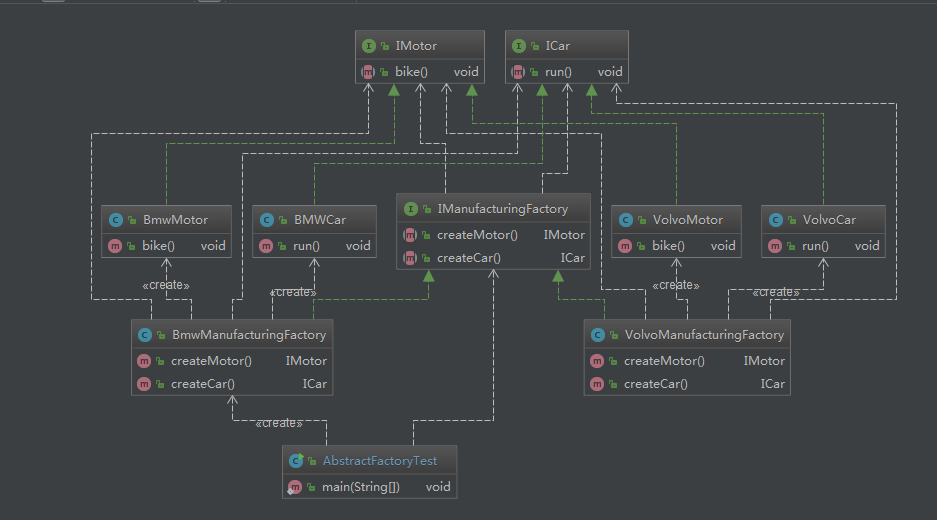 IMotor
bike() void
ICar
run() void
BmwMotor
bike() void
BMWCar
run() void
IManufacturingFactory
createMotor() IMotor
createCar() ICar
VolvoMotor
bike() void
VolvoCar
run() void
«create»
«create»
«create»
«create»
BmwManufacturingFactory
createMotor() IMotor
createCar() ICar
VolvoManufacturingFactory
createMotor() IMotor
createCar() ICar
«create»
AbstractFactoryTest
main(String[]) void